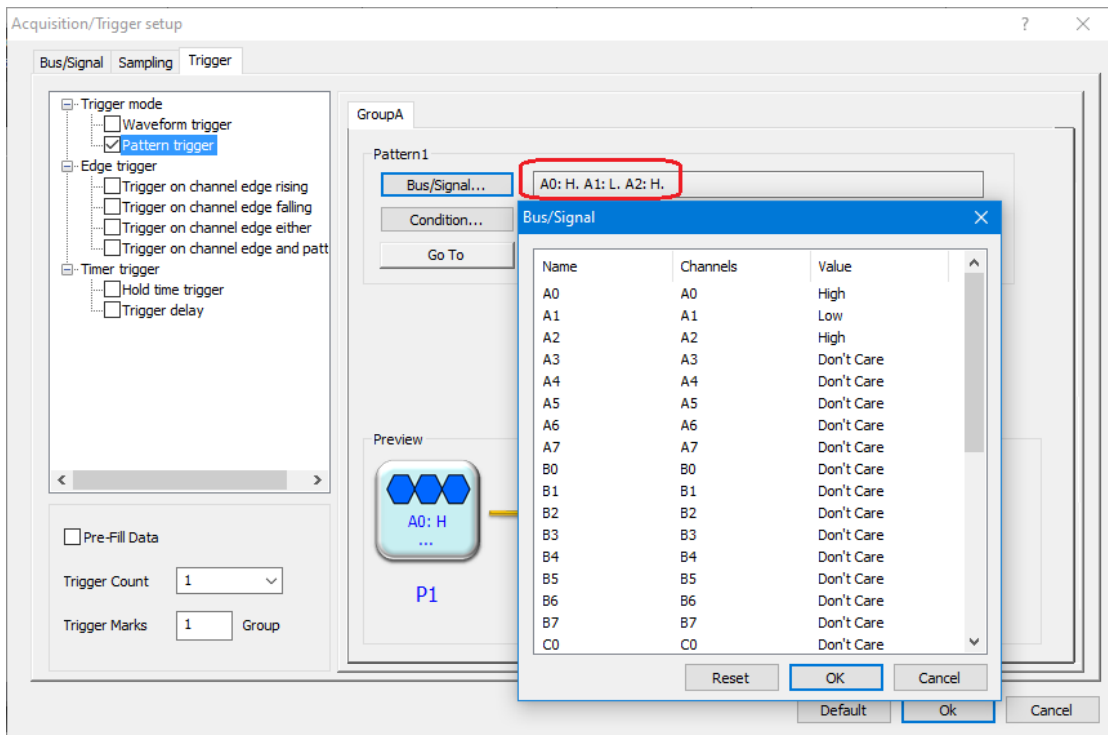 Acquisition/Trigger setup
Bus/Signal Sampling Trigger
Trigger mode
Waveform trigger
Pattern trigger
Edge trigger
Trigger on channel edge rising
Trigger on channel edge falling
Trigger on channel edge either
Trigger on channel edge and patt
Timer trigger
Hold time trigger
Trigger delay
Pre-Fill Data
Trigger Count 1
Trigger Marks 1 Group
GroupA
Pattern1
Bus/Signal... A0: H. A1: L. A2: H.
Condition...
Go To
Preview
A0: H
...
P1
Bus/Signal
Name Channels Value
A0 A0 High
A1 A1 Low
A2 A2 High
A3 A3 Don't Care
A4 A4 Don't Care
A5 A5 Don't Care
A6 A6 Don't Care
A7 A7 Don't Care
B0 B0 Don't Care
B1 B1 Don't Care
B2 B2 Don't Care
B3 B3 Don't Care
B4 B4 Don't Care
B5 B5 Don't Care
B6 B6 Don't Care
B7 B7 Don't Care
C0 C0 Don't Care
Reset OK Cancel
Default Ok Cancel